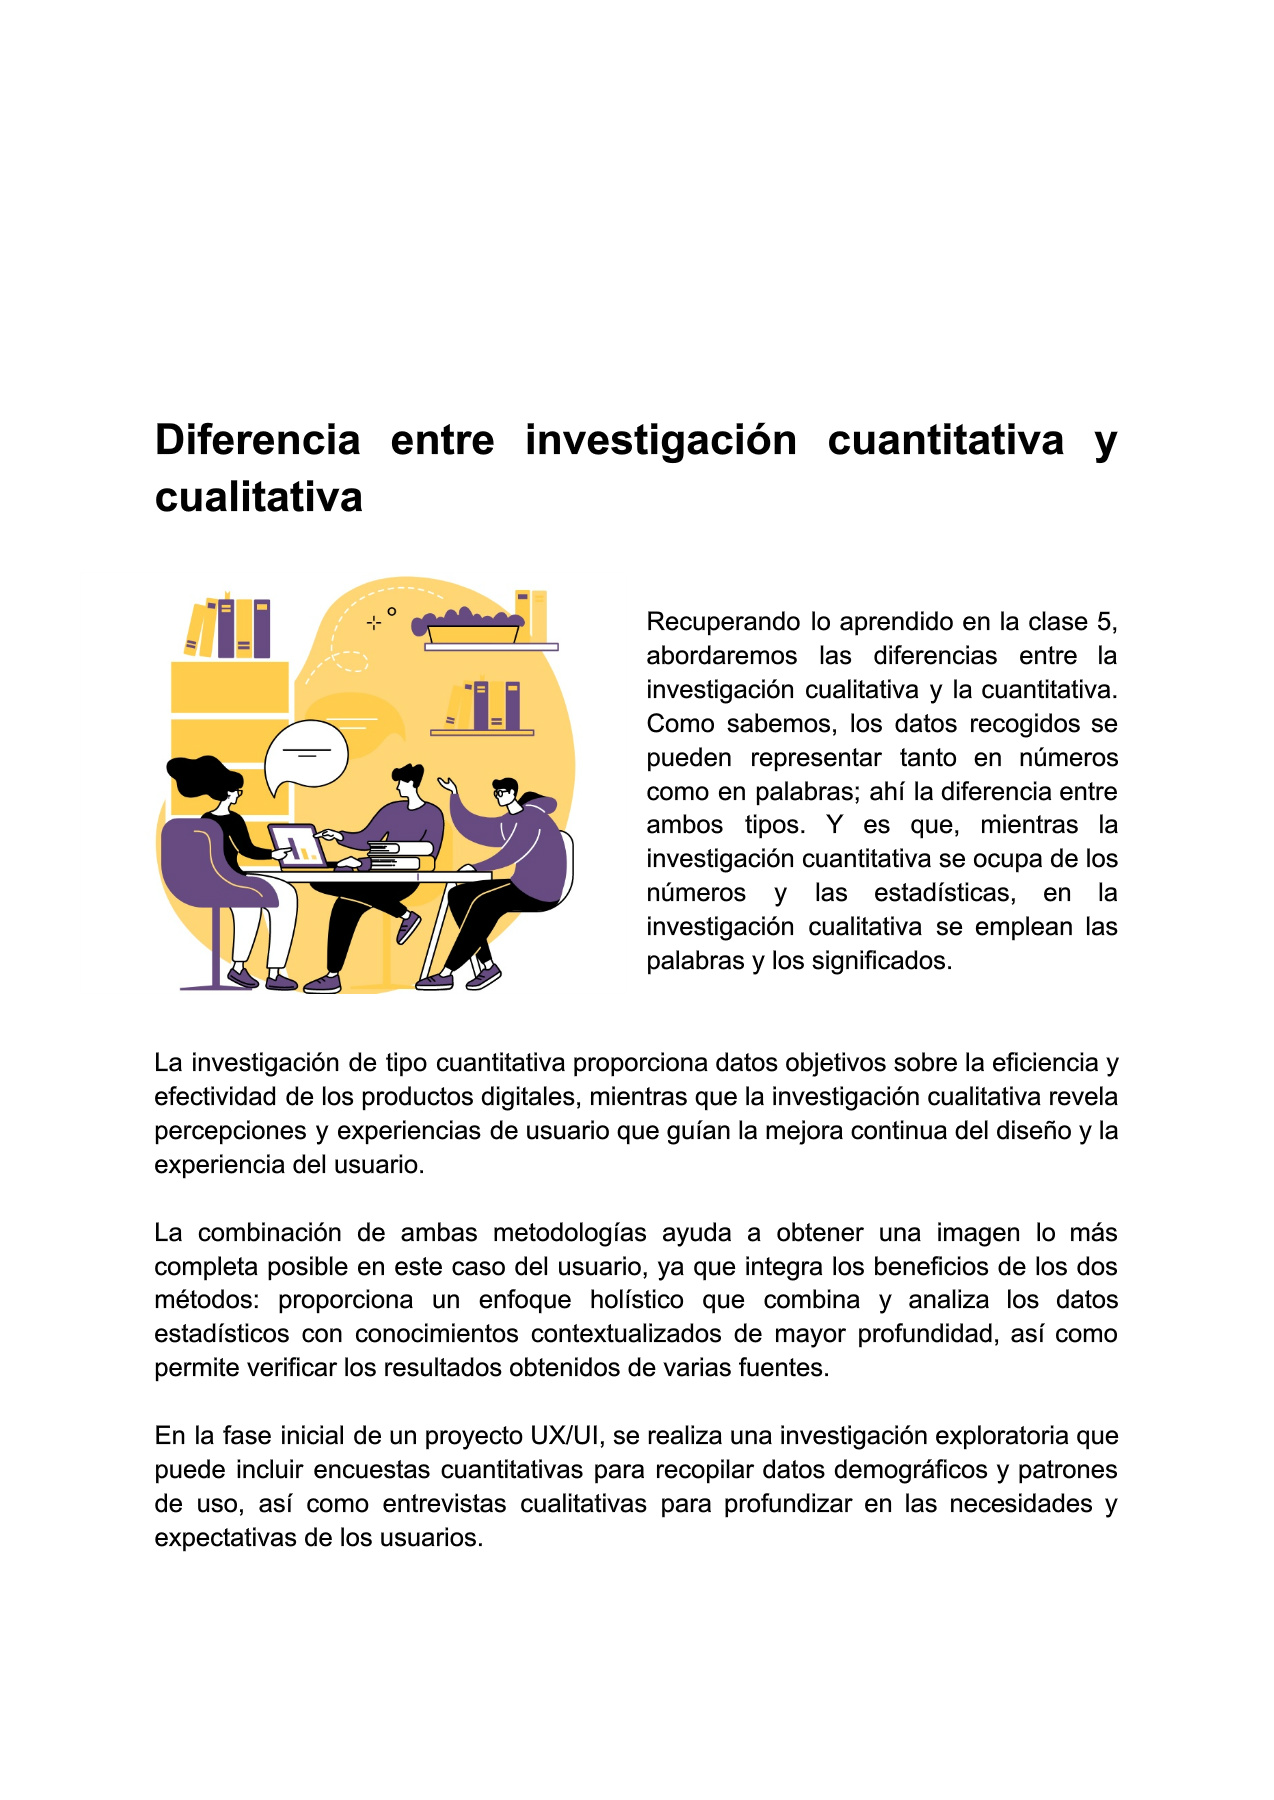 Diferencia entre investigación cuantitativa y
cualitativa
Recuperando lo aprendido en la clase 5,
abordaremos las diferencias entre la
investigación cualitativa y la cuantitativa.
Como sabemos, los datos recogidos se
pueden representar tanto en números
como en palabras; ahí la diferencia entre
ambos tipos. Y es que, mientras la
investigación cuantitativa se ocupa de los
números y las estadísticas, en la
investigación cualitativa se emplean las
palabras y los significados.
La investigación de tipo cuantitativa proporciona datos objetivos sobre la eficiencia y
efectividad de los productos digitales, mientras que la investigación cualitativa revela
percepciones y experiencias de usuario que guían la mejora continua del diseño y la
experiencia del usuario.
La combinación de ambas metodologías ayuda a obtener una imagen lo más
completa posible en este caso del usuario, ya que integra los beneficios de los dos
métodos: proporciona un enfoque holístico que combina y analiza los datos
estadísticos con conocimientos contextualizados de mayor profundidad, así como
permite verificar los resultados obtenidos de varias fuentes.
En la fase inicial de un proyecto UX/UI, se realiza una investigación exploratoria que
puede incluir encuestas cuantitativas para recopilar datos demográficos y patrones
de uso, así como entrevistas cualitativas para profundizar en las necesidades y
expectativas de los usuarios.